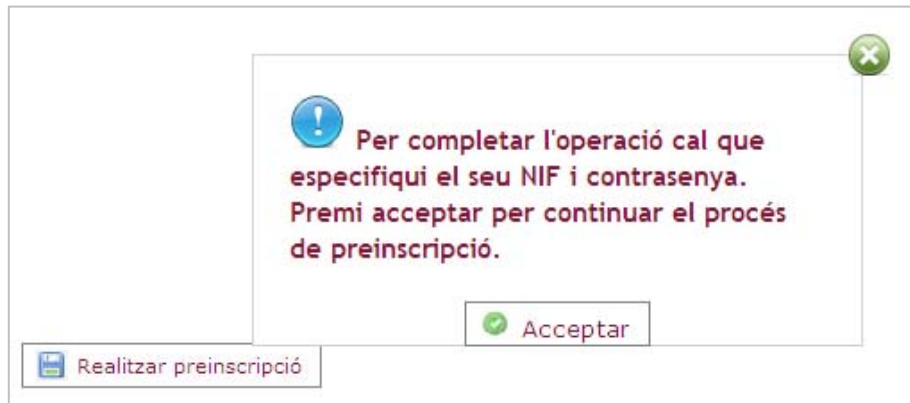 Per completar l'operació cal que
especifiqui el seu NIF i contrasenya.
Premi acceptar per continuar el procés
de preinscripció.
Acceptar
Realitzar preinscripció